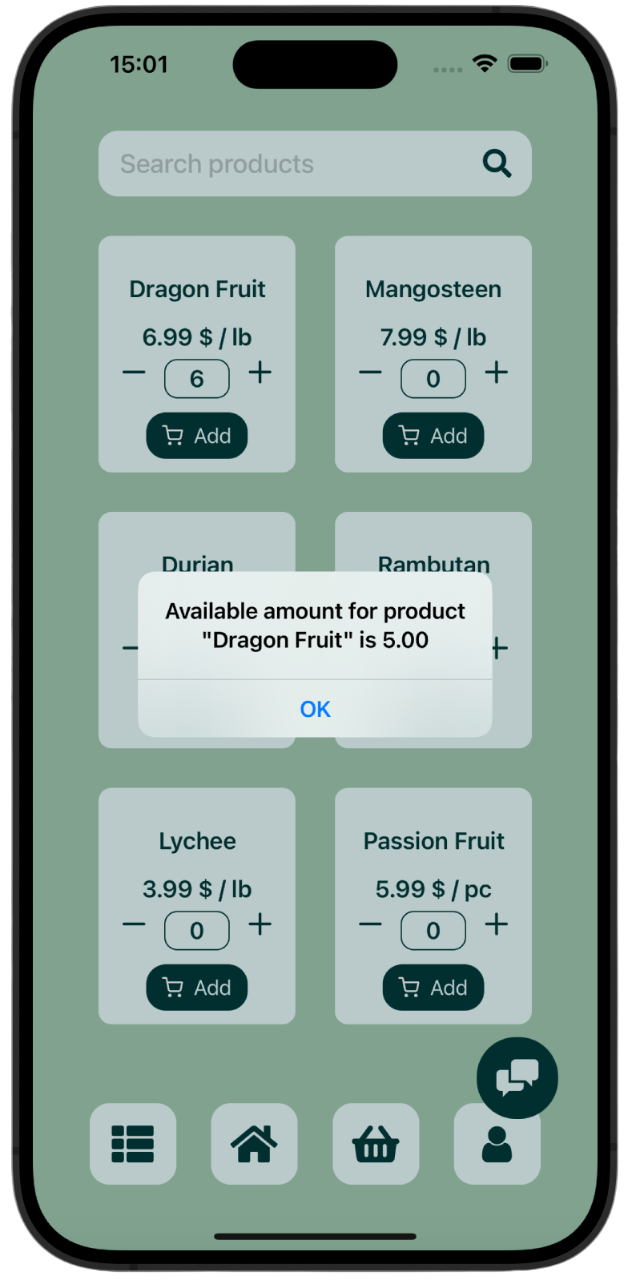 15:01
Search products
Dragon Fruit
6.99 $ / lb
— 6 +
Add
Mangosteen
7.99 $ / lb
— 0 +
Add
Durian
Rambutan
— +
Available amount for product
"Dragon Fruit" is 5.00
OK
Lychee
3.99 $ / lb
— 0 +
Add
Passion Fruit
5.99 $ / pc
— 0 +
Add